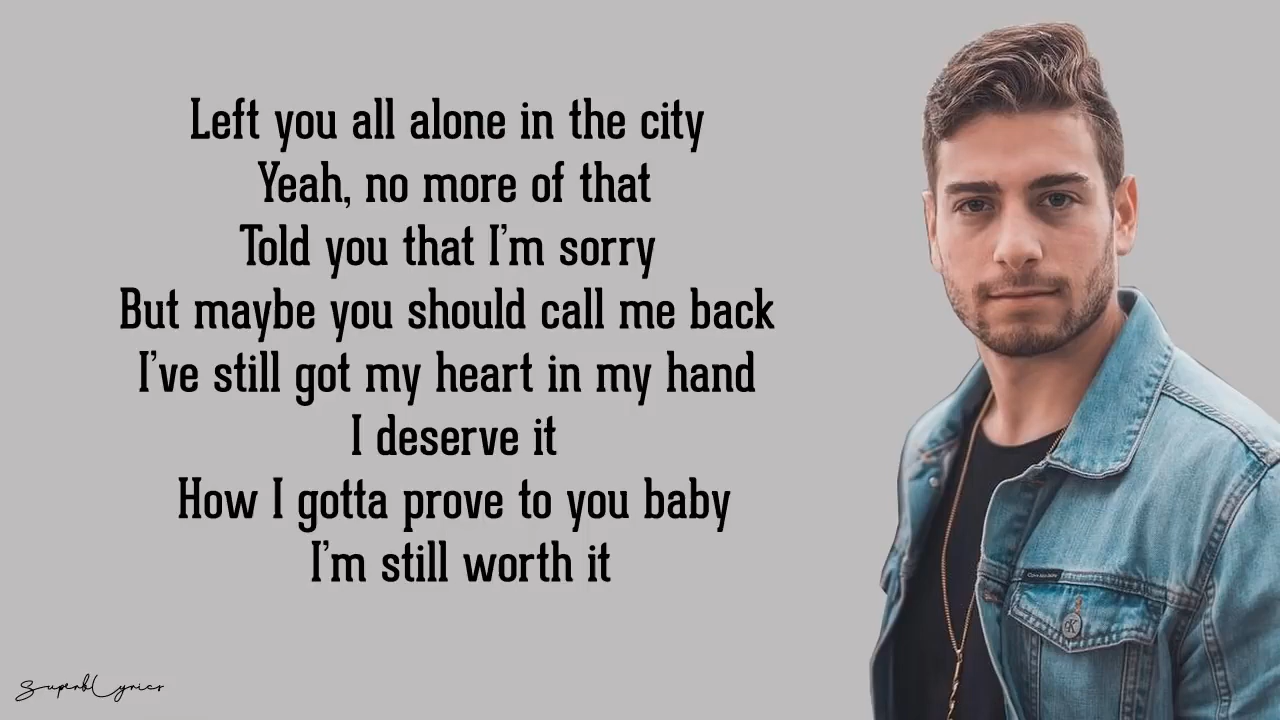 Left you all alone in the city
Yeah, no more of that
Told you that I'm sorry
But maybe you should call me back
I've still got my heart in my hand
I deserve it
How I gotta prove to you baby
I'm still worth it
SuperbLyrics
cK